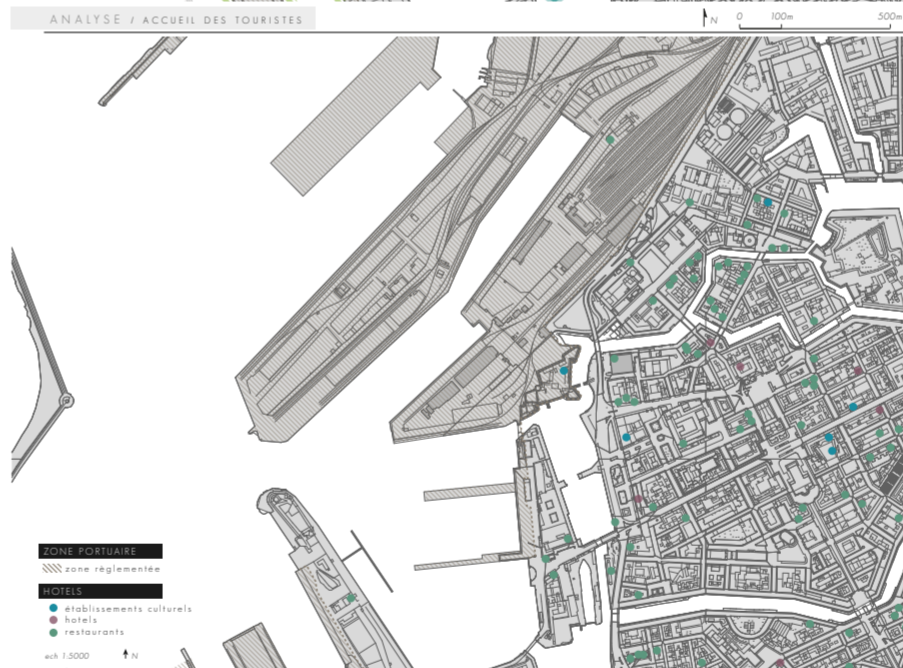 ANALYSE / ACCUEIL DES TOURISTES
N 0 100m 500m
ZONE PORTUAIRE
zone règlementée
HOTELS
établissements culturels
hotels
restaurants
ech 1:5000 N